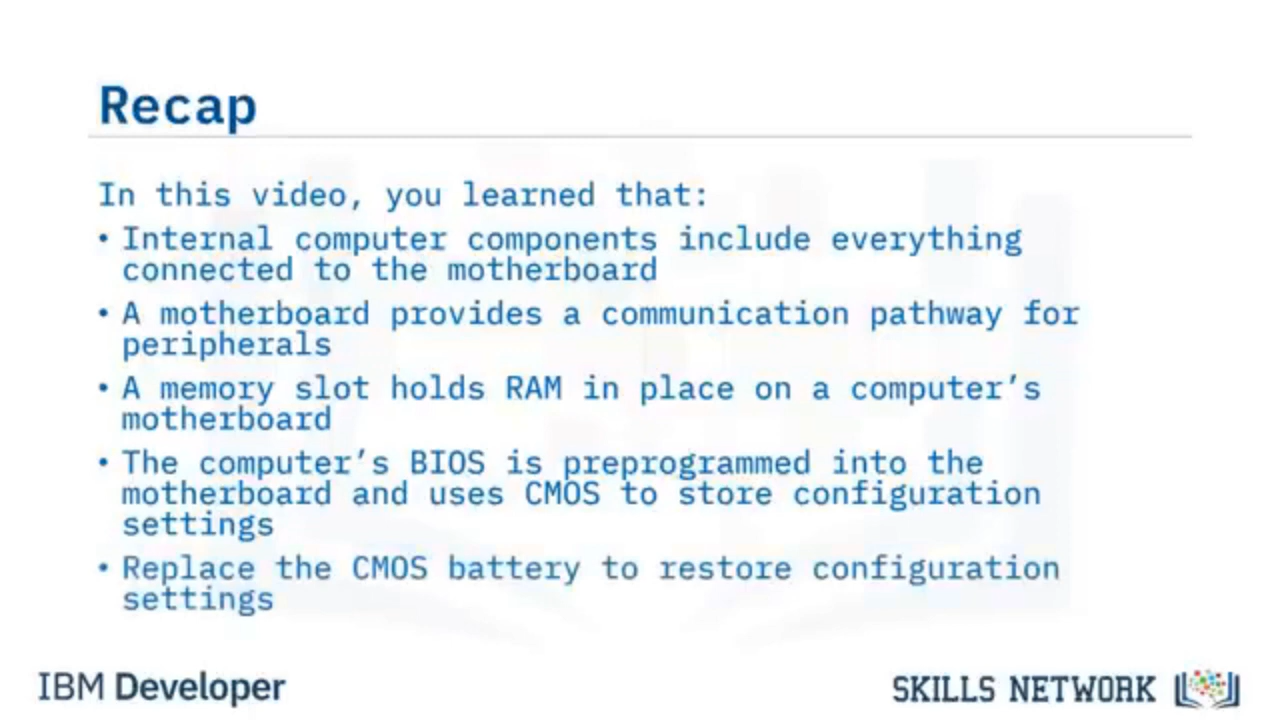 Recap
In this video, you learned that:
• Internal computer components include everything
connected to the motherboard
• A motherboard provides a communication pathway for
peripherals
• A memory slot holds RAM in place on a computer’s
motherboard
• The computer’s BIOS is preprogrammed into the
motherboard and uses CMOS to store configuration
settings
• Replace the CMOS battery to restore configuration
settings
IBM Developer
SKILLS NETWORK